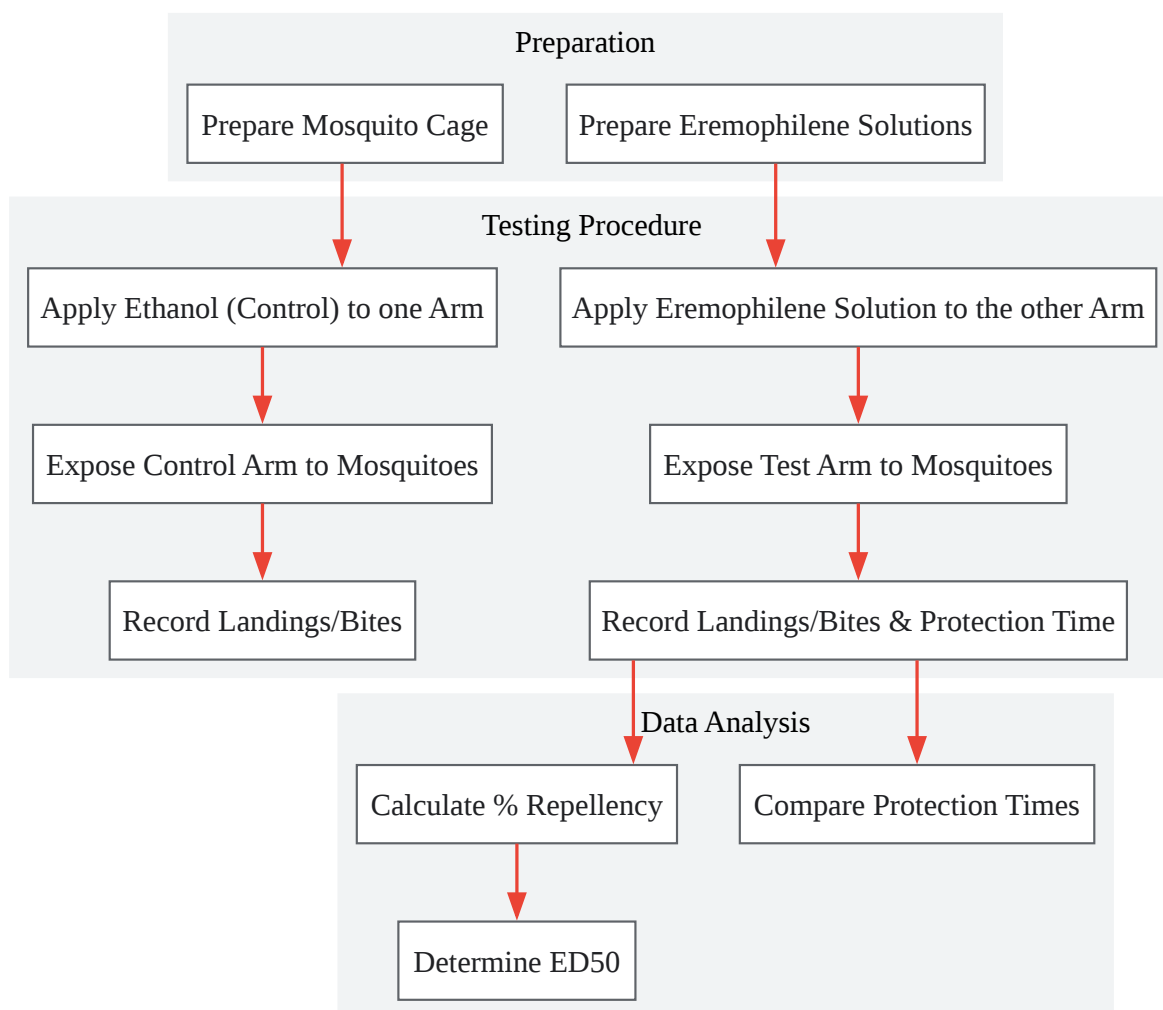 Preparation
Prepare Mosquito Cage
Prepare Eremophilene Solutions
Testing Procedure
Apply Ethanol (Control) to one Arm
Apply Eremophilene Solution to the other Arm
Expose Control Arm to Mosquitoes
Expose Test Arm to Mosquitoes
Record Landings/Bites
Record Landings/Bites & Protection Time
Data Analysis
Calculate % Repellency
Compare Protection Times
Determine ED50